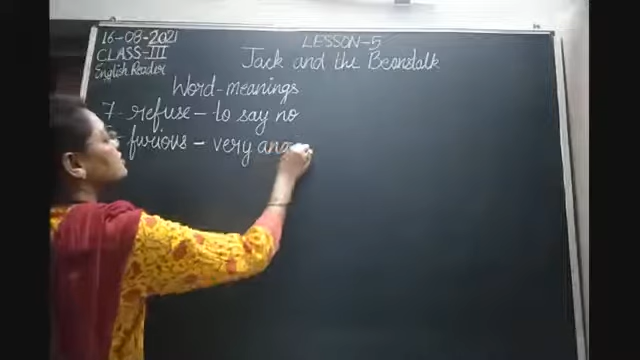 16-08-2021
LESSON-5
CLASS-III
Jack and the Beanstalk
English Reader
Word-meanings
7- refuse – to say no
- furious – very ang